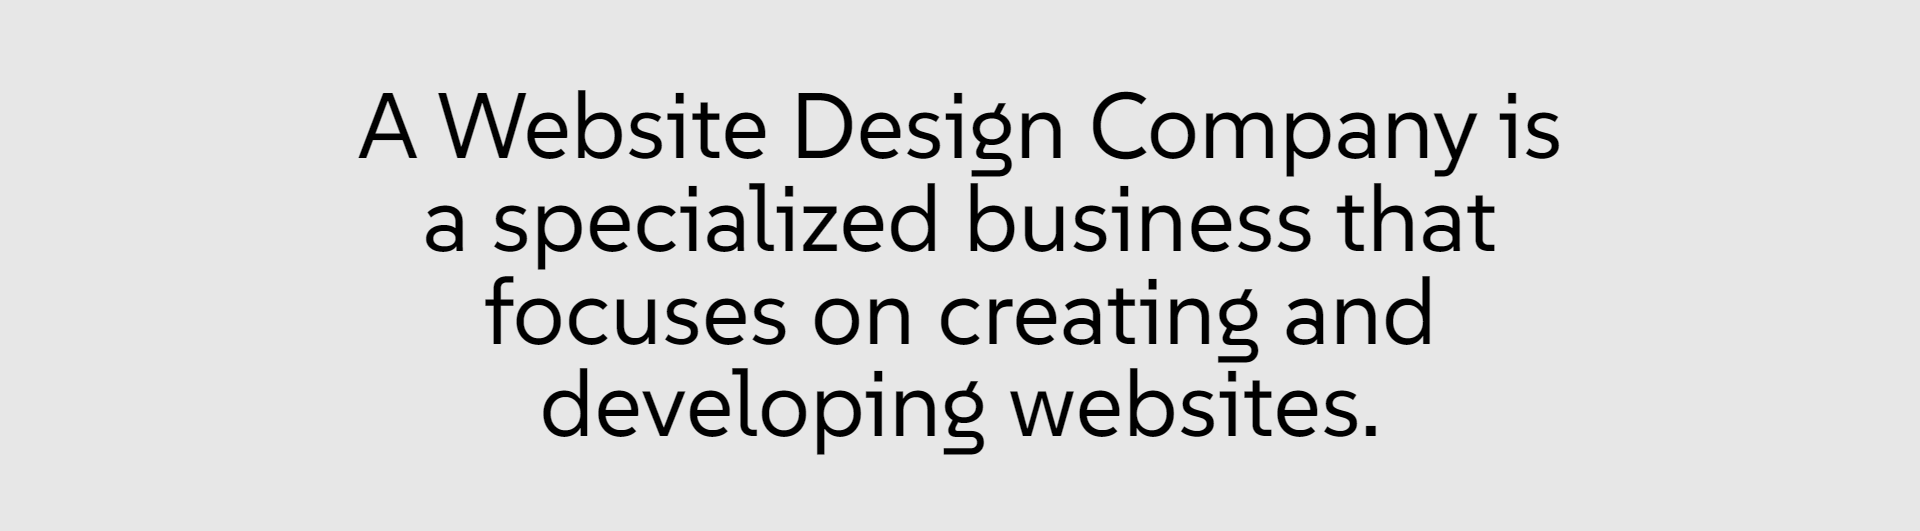 A Website Design Company is
a specialized business that
focuses on creating and
developing websites.